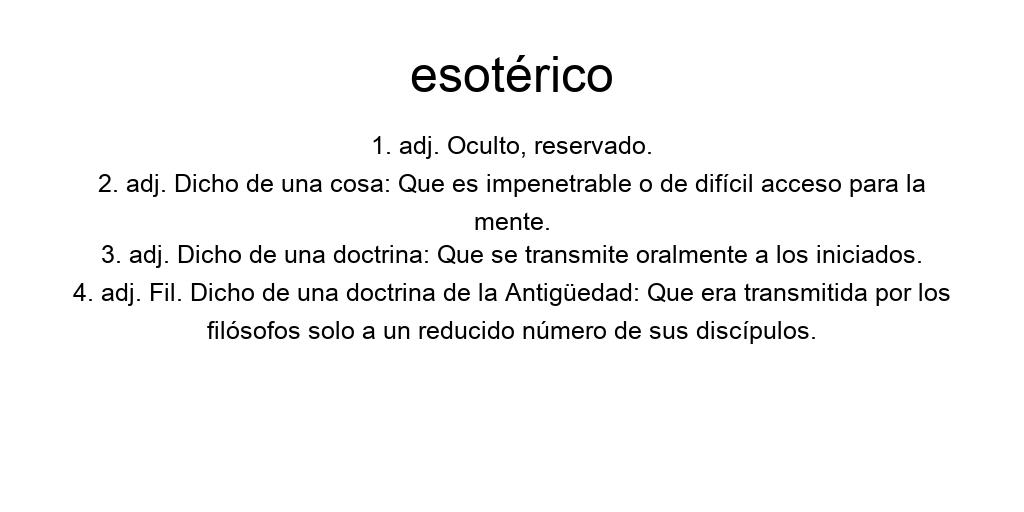 esotérico
1. adj. Oculto, reservado.
2. adj. Dicho de una cosa: Que es impenetrable o de difícil acceso para la
mente.
3. adj. Dicho de una doctrina: Que se transmite oralmente a los iniciados.
4. adj. Fil. Dicho de una doctrina de la Antigüedad: Que era transmitida por los
filósofos solo a un reducido número de sus discípulos.